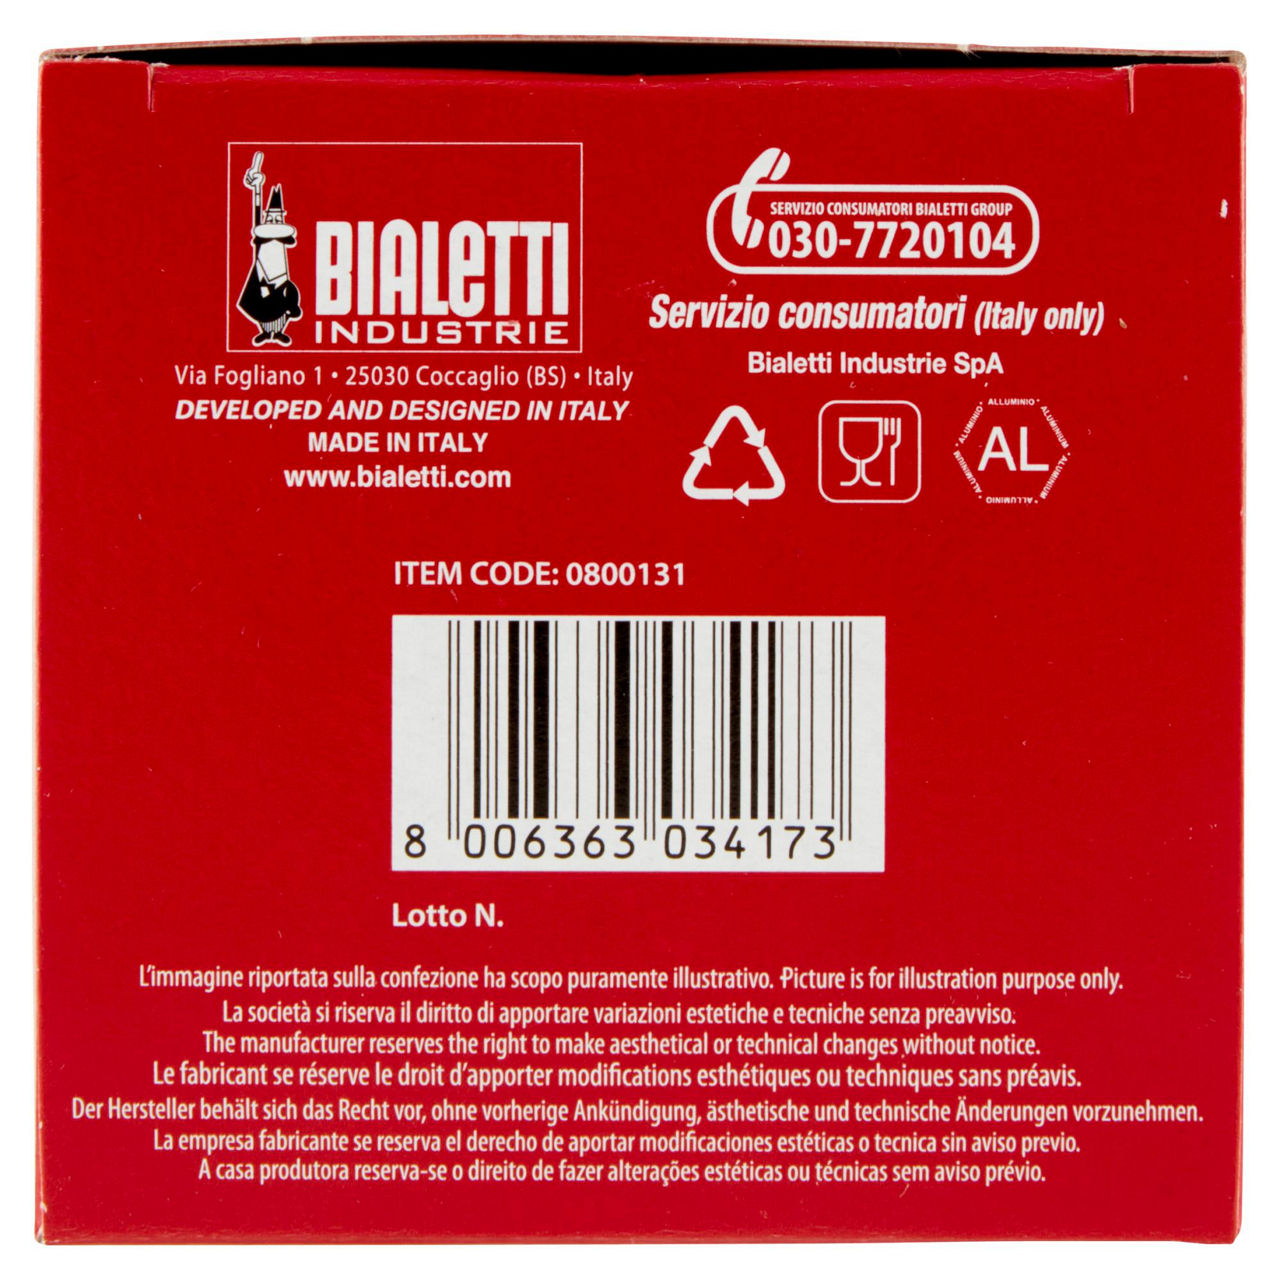 BIALETTI
INDUSTRIE
Via Fogliano 1 • 25030 Coccaglio (BS) • Italy
DEVELOPED AND DESIGNED IN ITALY
MADE IN ITALY
www.bialetti.com
SERVIZIO CONSUMATORI BIALETTI GROUP
030-7720104
Servizio consumatori (Italy only)
Bialetti Industrie SpA
ALLUMINIO • ALUMINIUM • ALUMINIUM • ALLUMINIO • ALUMINIUM • ALUMINIO
AL
ITEM CODE: 0800131
8 006363 034173
Lotto N.
L'immagine riportata sulla confezione ha scopo puramente illustrativo. Picture is for illustration purpose only.
La società si riserva il diritto di apportare variazioni estetiche e tecniche senza preavviso.
The manufacturer reserves the right to make aesthetical or technical changes without notice.
Le fabricant se réserve le droit d'apporter modifications esthétiques ou techniques sans préavis.
Der Hersteller behält sich das Recht vor, ohne vorherige Ankündigung, ästhetische und technische Änderungen vorzunehmen.
La empresa fabricante se reserva el derecho de aportar modificaciones estéticas o tecnica sin aviso previo.
A casa produtora reserva-se o direito de fazer alterações estéticas ou técnicas sem aviso prévio.